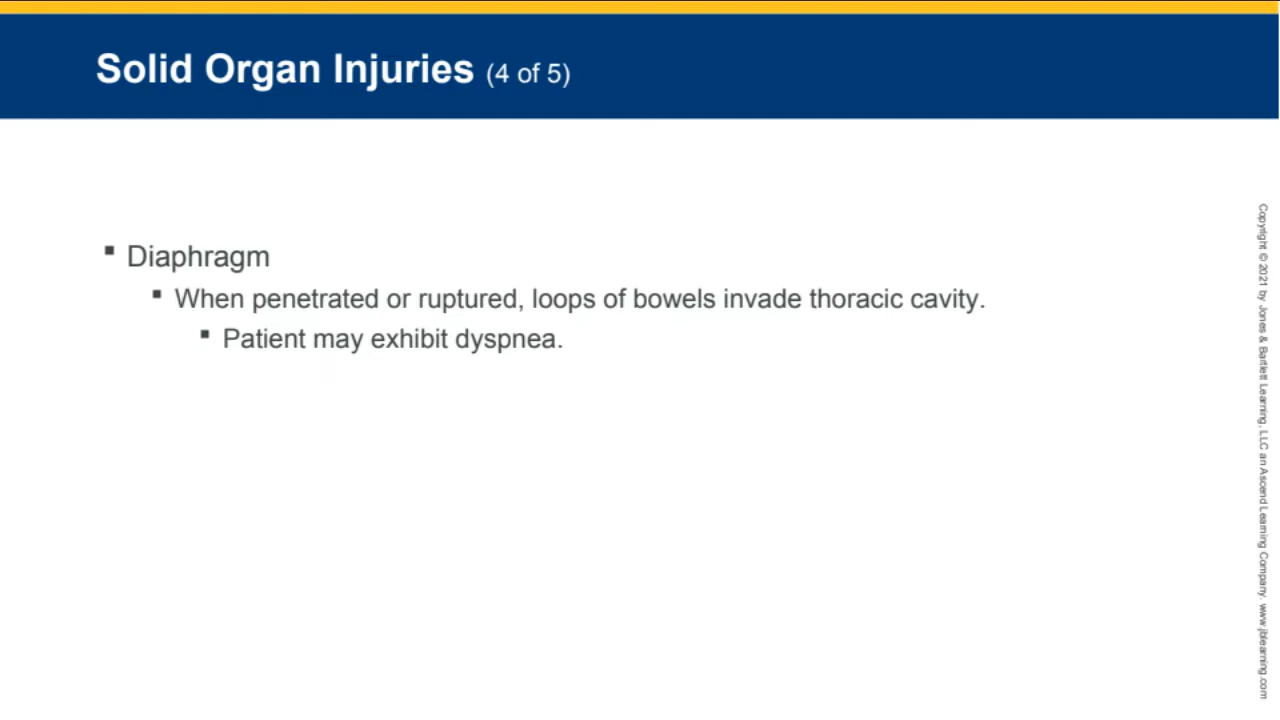 Solid Organ Injuries (4 of 5)
▪ Diaphragm
▪ When penetrated or ruptured, loops of bowels invade thoracic cavity.
▪ Patient may exhibit dyspnea.
Copyright © 2021 by Jones & Bartlett Learning, LLC an Ascend Learning Company. www.jblearning.com